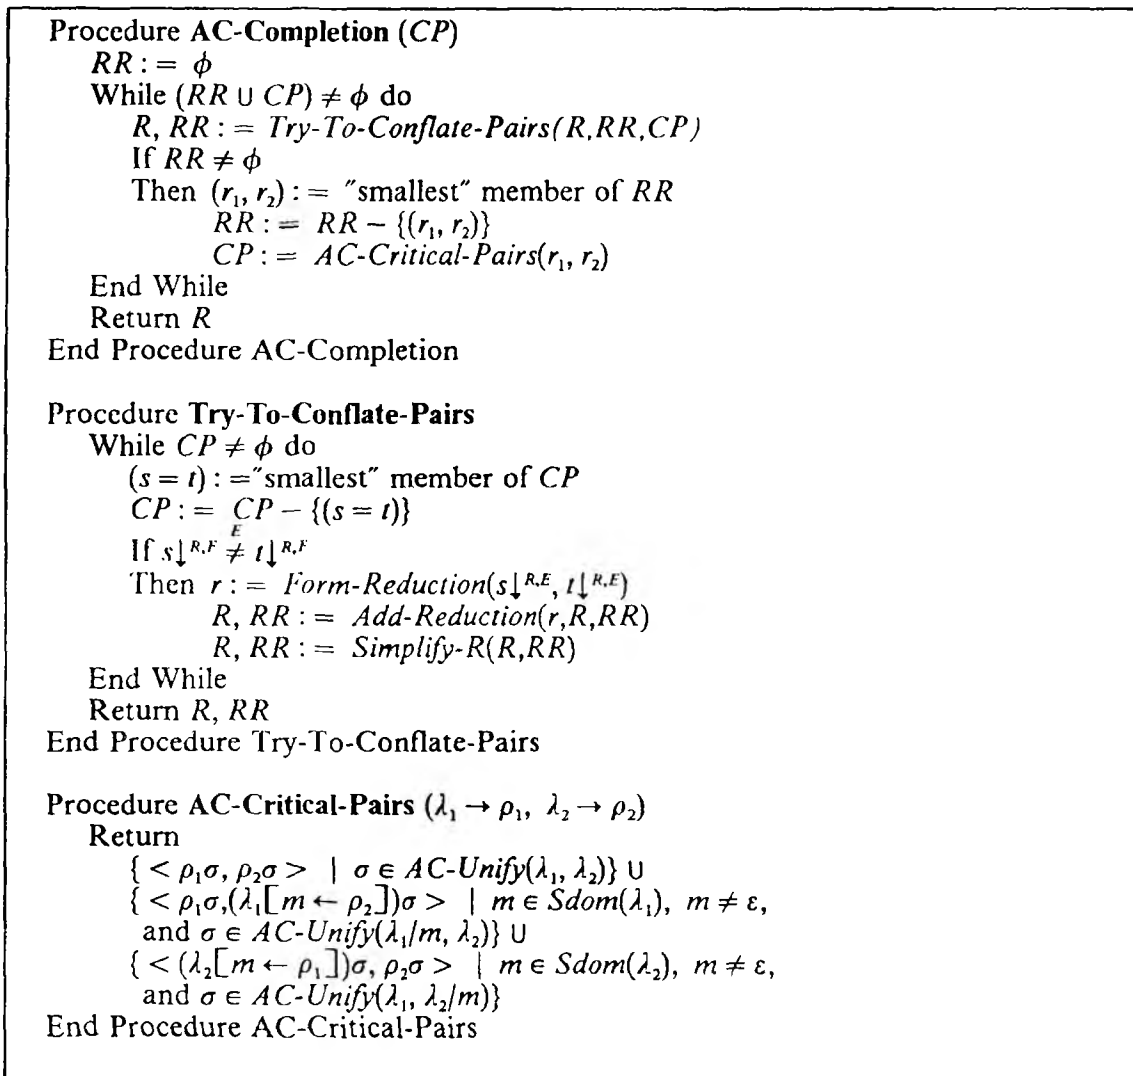 Procedure AC-Completion (CP)
RR := ϕ
While (RR ∪ CP) ≠ ϕ do
R, RR := Try-To-Conflate-Pairs(R,RR,CP)
If RR ≠ ϕ
Then (r₁, r₂) := "smallest" member of RR
RR := RR − {(r₁, r₂)}
CP := AC-Critical-Pairs(r₁, r₂)
End While
Return R
End Procedure AC-Completion
Procedure Try-To-Conflate-Pairs
While CP ≠ ϕ do
(s = t) := "smallest" member of CP
CP := CP − {(s = t)}
E
If s↓ᴿ·ᶠ ≠ t↓ᴿ·ᶠ
Then r := Form-Reduction(s↓ᴿ·ᴱ, t↓ᴿ·ᴱ)
R, RR := Add-Reduction(r,R,RR)
R, RR := Simplify-R(R,RR)
End While
Return R, RR
End Procedure Try-To-Conflate-Pairs
Procedure AC-Critical-Pairs (λ₁ → ρ₁, λ₂ → ρ₂)
Return
{ < ρ₁σ, ρ₂σ > | σ ∈ AC-Unify(λ₁, λ₂)} ∪
{ < ρ₁σ,(λ₁[m ← ρ₂])σ > | m ∈ Sdom(λ₁), m ≠ ε,
and σ ∈ AC-Unify(λ₁/m, λ₂)} ∪
{ < (λ₂[m ← ρ₁])σ, ρ₂σ > | m ∈ Sdom(λ₂), m ≠ ε,
and σ ∈ AC-Unify(λ₁, λ₂/m)}
End Procedure AC-Critical-Pairs